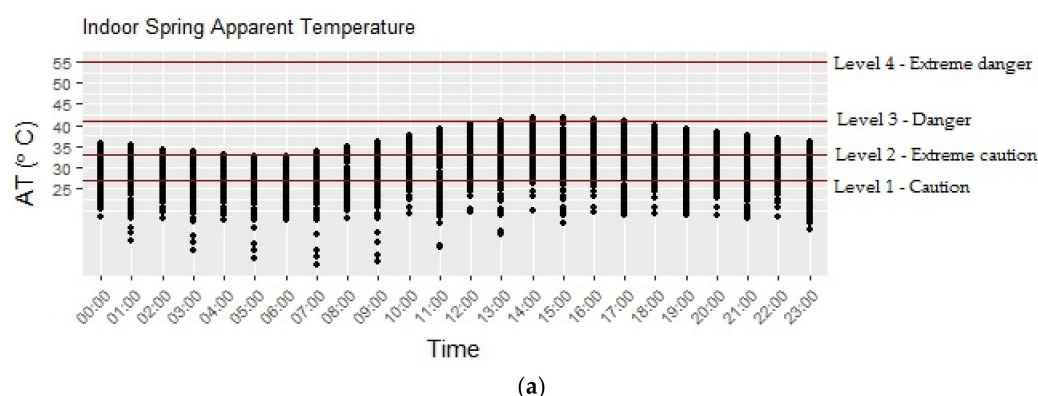 Indoor Spring Apparent Temperature
55
50
45
40
35
30
25
AT (º C)
Level 4 - Extreme danger
Level 3 - Danger
Level 2 - Extreme caution
Level 1 - Caution
00:00 01:00 02:00 03:00 04:00 05:00 06:00 07:00 08:00 09:00 10:00 11:00 12:00 13:00 14:00 15:00 16:00 17:00 18:00 19:00 20:00 21:00 22:00 23:00
Time
(a)